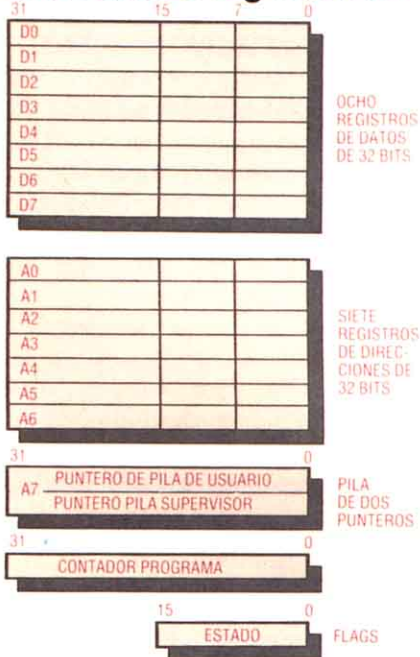 31 15 7 0
D0
D1
D2
D3
D4
D5
D6
D7
OCHO
REGISTROS
DE DATOS
DE 32 BITS
A0
A1
A2
A3
A4
A5
A6
SIETE
REGISTROS
DE DIREC-
CIONES DE
32 BITS
31 0
A7
PUNTERO DE PILA DE USUARIO
PUNTERO PILA SUPERVISOR
PILA
DE DOS
PUNTEROS
31 0
CONTADOR PROGRAMA
15 0
ESTADO
FLAGS